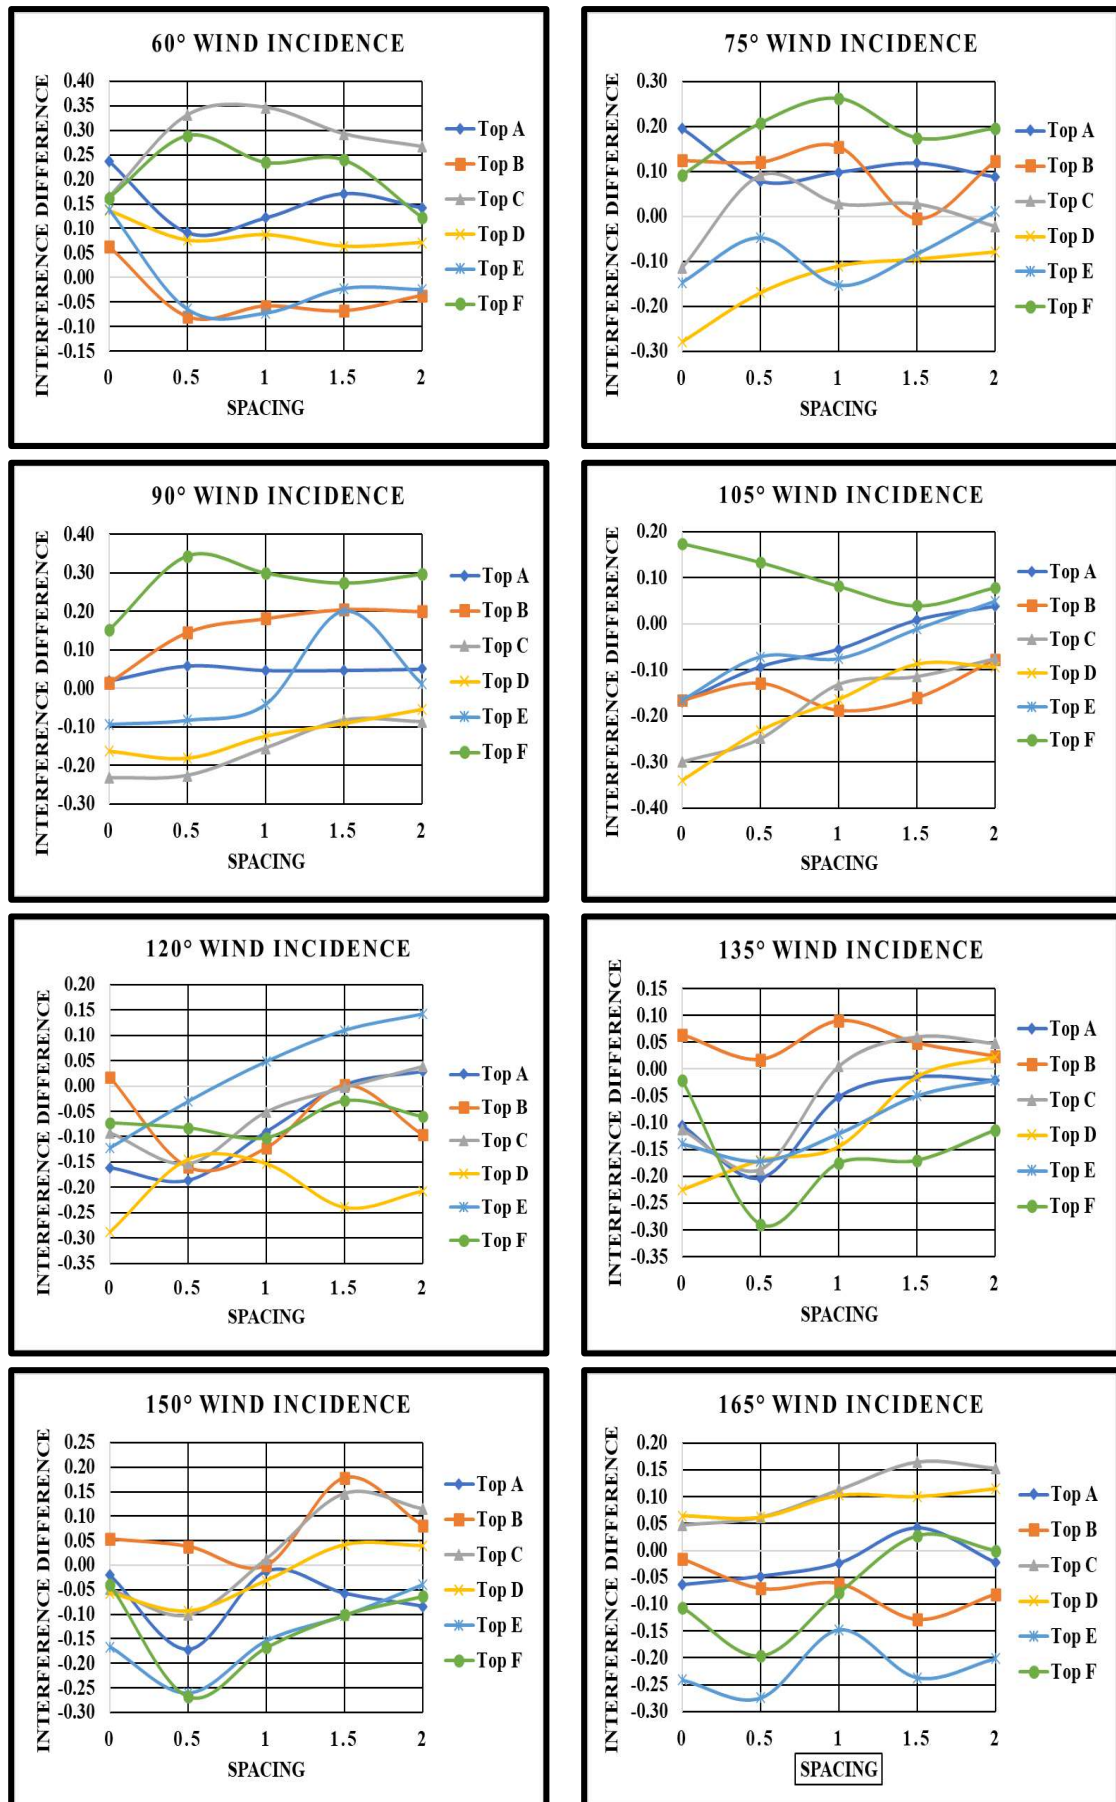 60° WIND INCIDENCE
INTERFERENCE DIFFERENCE
0.40
0.35
0.30
0.25
0.20
0.15
0.10
0.05
0.00
-0.05
-0.10
-0.15
0 0.5 1 1.5 2
SPACING
Top A
Top B
Top C
Top D
Top E
Top F
75° WIND INCIDENCE
INTERFERENCE DIFFERENCE
0.30
0.20
0.10
0.00
-0.10
-0.20
-0.30
0 0.5 1 1.5 2
SPACING
Top A
Top B
Top C
Top D
Top E
Top F
90° WIND INCIDENCE
INTERFERENCE DIFFERENCE
0.40
0.30
0.20
0.10
0.00
-0.10
-0.20
-0.30
0 0.5 1 1.5 2
SPACING
Top A
Top B
Top C
Top D
Top E
Top F
105° WIND INCIDENCE
INTERFERENCE DIFFERENCE
0.20
0.10
0.00
-0.10
-0.20
-0.30
-0.40
0 0.5 1 1.5 2
SPACING
Top A
Top B
Top C
Top D
Top E
Top F
120° WIND INCIDENCE
INTERFERENCE DIFFERENCE
0.20
0.15
0.10
0.05
0.00
-0.05
-0.10
-0.15
-0.20
-0.25
-0.30
-0.35
0 0.5 1 1.5 2
SPACING
Top A
Top B
Top C
Top D
Top E
Top F
135° WIND INCIDENCE
INTERFERENCE DIFFERENCE
0.15
0.10
0.05
0.00
-0.05
-0.10
-0.15
-0.20
-0.25
-0.30
-0.35
0 0.5 1 1.5 2
SPACING
Top A
Top B
Top C
Top D
Top E
Top F
150° WIND INCIDENCE
INTERFERENCE DIFFERENCE
0.25
0.20
0.15
0.10
0.05
0.00
-0.05
-0.10
-0.15
-0.20
-0.25
-0.30
0 0.5 1 1.5 2
SPACING
Top A
Top B
Top C
Top D
Top E
Top F
165° WIND INCIDENCE
INTERFERENCE DIFFERENCE
0.20
0.15
0.10
0.05
0.00
-0.05
-0.10
-0.15
-0.20
-0.25
-0.30
0 0.5 1 1.5 2
SPACING
Top A
Top B
Top C
Top D
Top E
Top F